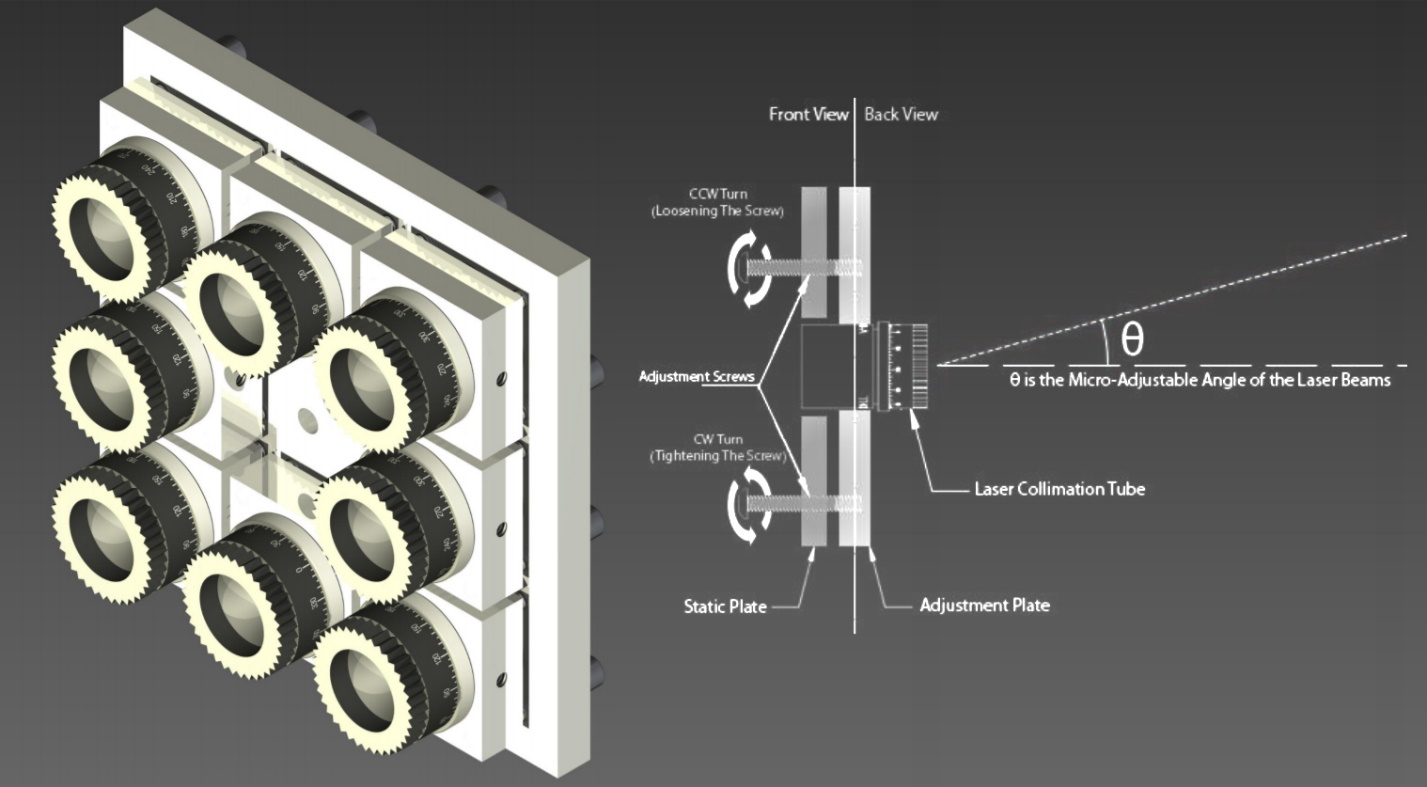 Front View
Back View
CCW Turn
(Loosening The Screw)
θ
θ is the Micro-Adjustable Angle of the Laser Beams
Adjustment Screws
CW Turn
(Tightening The Screw)
Laser Collimation Tube
Static Plate
Adjustment Plate